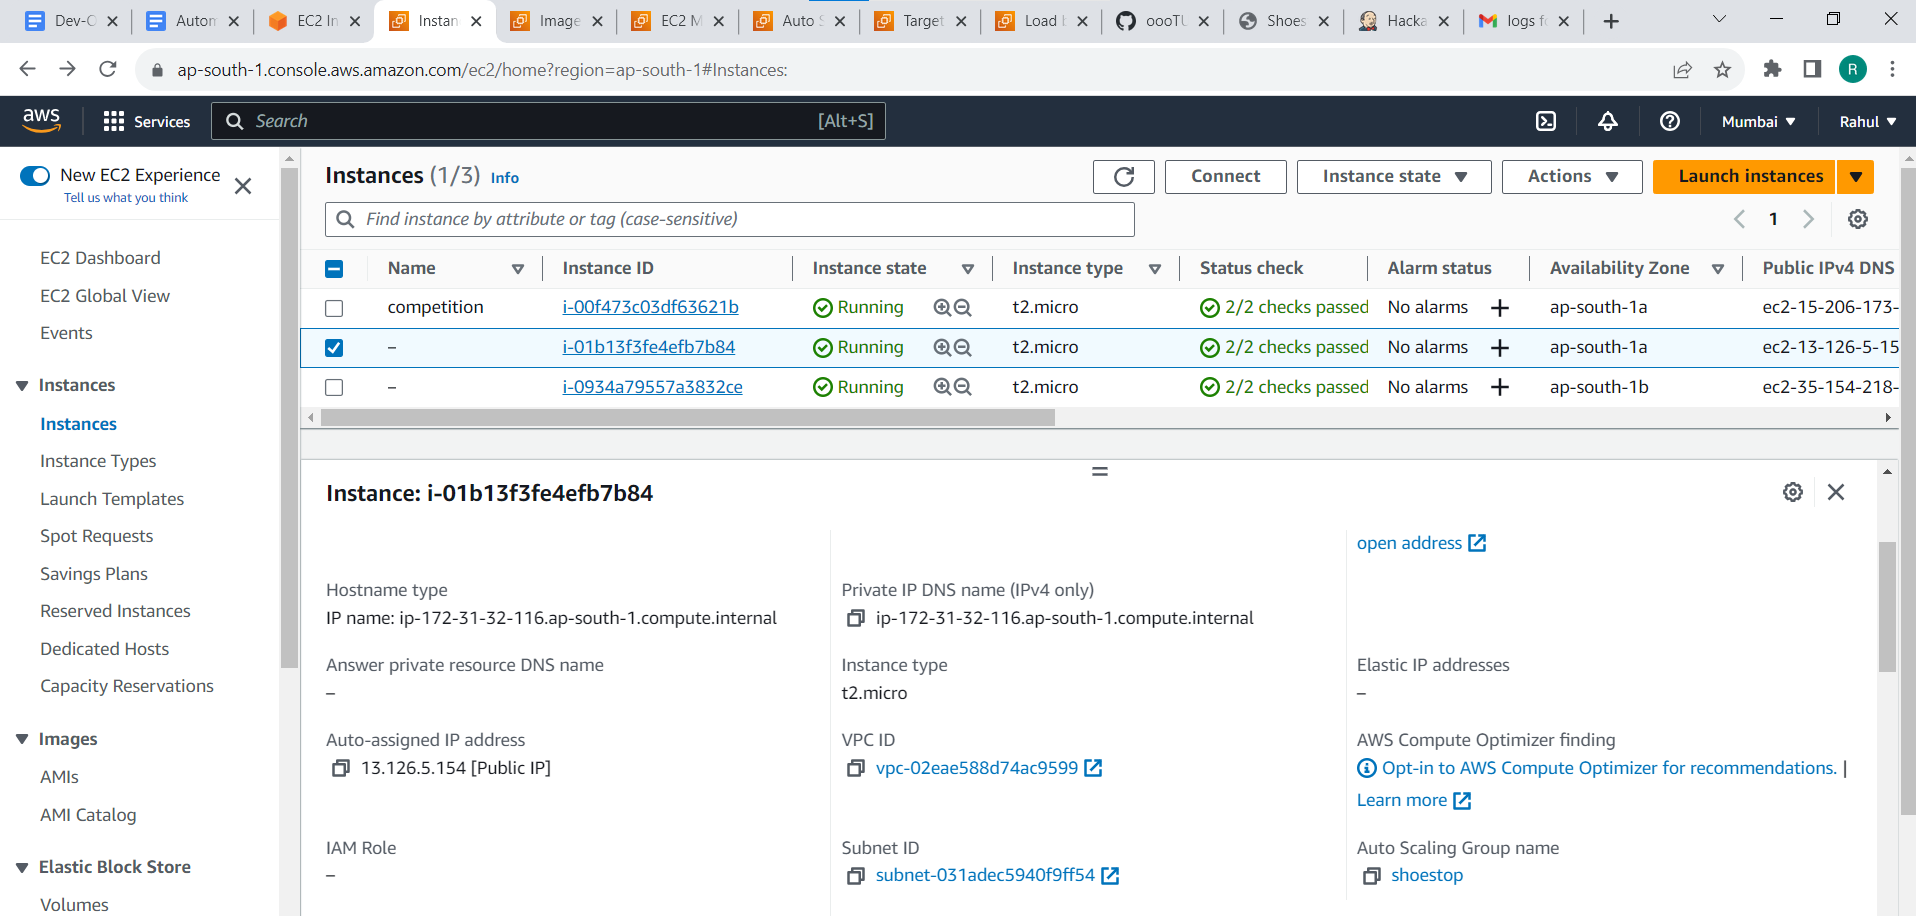 Dev-O
Autom
EC2 In
Instan
Image
EC2 M
Auto S
Target
Load b
oooTU
Shoes
Hacka
logs fo
ap-south-1.console.aws.amazon.com/ec2/home?region=ap-south-1#Instances:
R
aws
Services
Search
[Alt+S]
Mumbai
Rahul
New EC2 Experience
Tell us what you think
EC2 Dashboard
EC2 Global View
Events
Instances
Instances
Instance Types
Launch Templates
Spot Requests
Savings Plans
Reserved Instances
Dedicated Hosts
Capacity Reservations
Images
AMIs
AMI Catalog
Elastic Block Store
Volumes
Instances (1/3) Info
Connect
Instance state
Actions
Launch instances
Find instance by attribute or tag (case-sensitive)
1
Name Instance ID Instance state Instance type Status check Alarm status Availability Zone Public IPv4 DNS
competition i-00f473c03df63621b Running t2.micro 2/2 checks passed No alarms + ap-south-1a ec2-15-206-173-
– i-01b13f3fe4efb7b84 Running t2.micro 2/2 checks passed No alarms + ap-south-1a ec2-13-126-5-15
– i-0934a79557a3832ce Running t2.micro 2/2 checks passed No alarms + ap-south-1b ec2-35-154-218-
Instance: i-01b13f3fe4efb7b84
open address
Hostname type
IP name: ip-172-31-32-116.ap-south-1.compute.internal
Private IP DNS name (IPv4 only)
ip-172-31-32-116.ap-south-1.compute.internal
Answer private resource DNS name
–
Instance type
t2.micro
Elastic IP addresses
–
Auto-assigned IP address
13.126.5.154 [Public IP]
VPC ID
vpc-02eae588d74ac9599
AWS Compute Optimizer finding
Opt-in to AWS Compute Optimizer for recommendations. |
Learn more
IAM Role
–
Subnet ID
subnet-031adec5940f9ff54
Auto Scaling Group name
shoestop